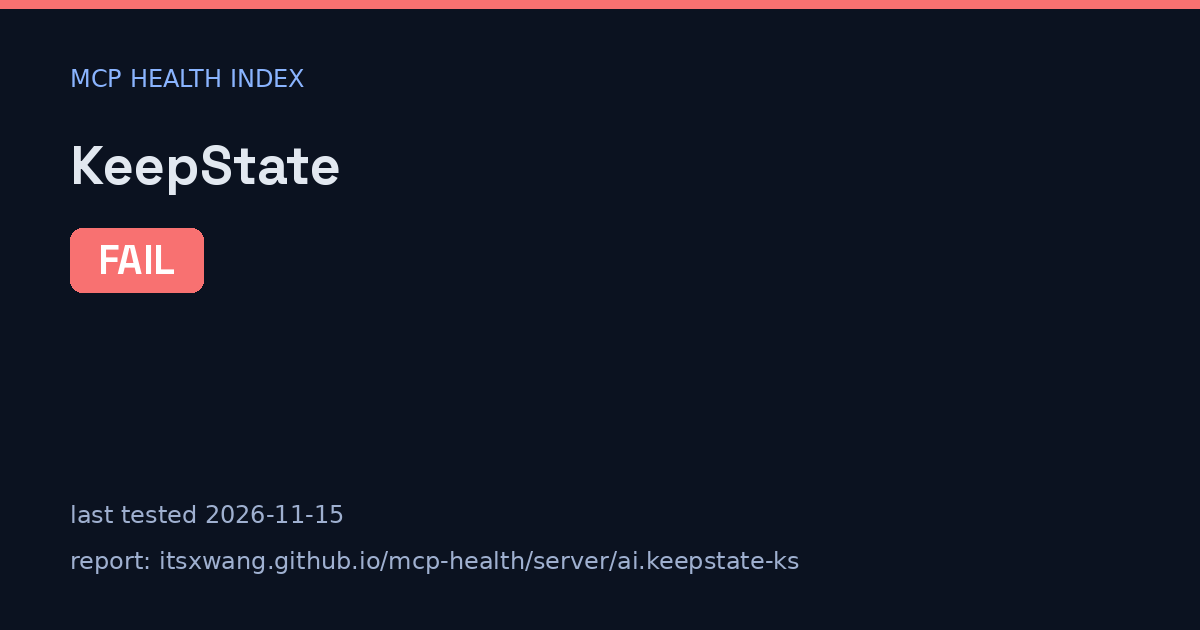 MCP HEALTH INDEX
KeepState
FAIL
last tested 2026-11-15
report: itsxwang.github.io/mcp-health/server/ai.keepstate-ks